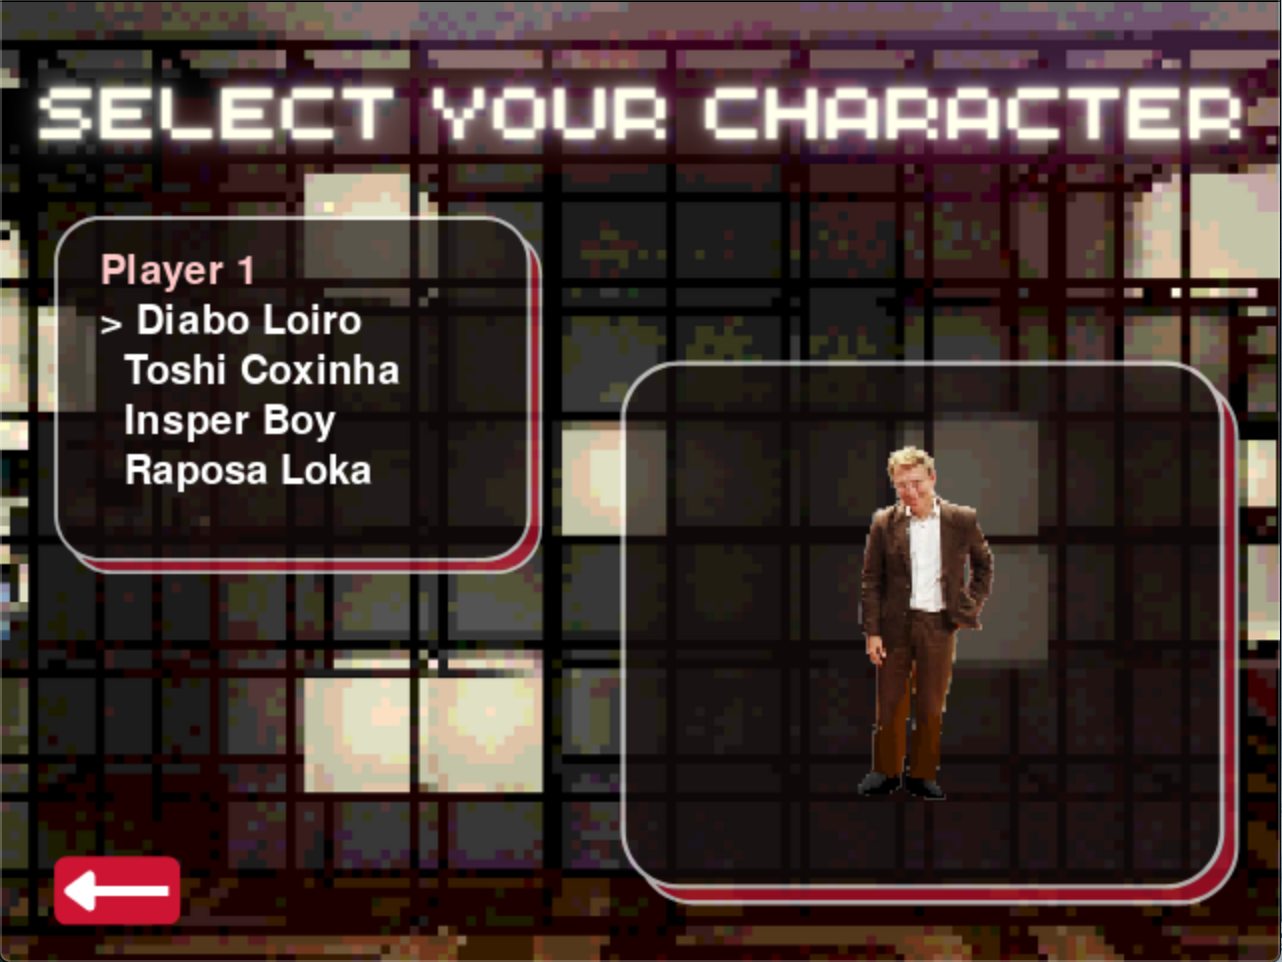 SELECT YOUR CHARACTER
Player 1
> Diabo Loiro
Toshi Coxinha
Insper Boy
Raposa Loka